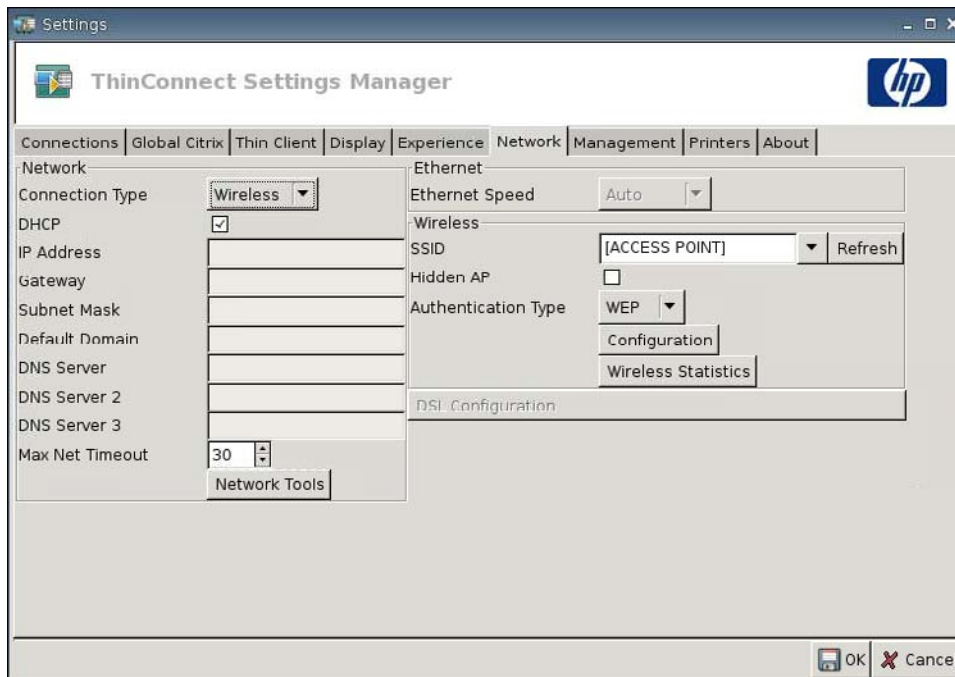 Settings
ThinConnect Settings Manager
hp
Connections Global Citrix Thin Client Display Experience Network Management Printers About
Network
Connection Type Wireless
DHCP
IP Address
Gateway
Subnet Mask
Default Domain
DNS Server
DNS Server 2
DNS Server 3
Max Net Timeout 30
Network Tools
Ethernet
Ethernet Speed Auto
Wireless
SSID [ACCESS POINT] Refresh
Hidden AP
Authentication Type WEP
Configuration
Wireless Statistics
DSL Configuration
OK Cance